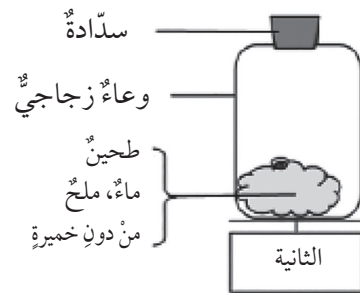 سدّادةٌ
وعاءٌ زجاجيٌّ
طحينٌ
ماءٌ، ملحٌ
منْ دونِ خميرةٍ
الثانية